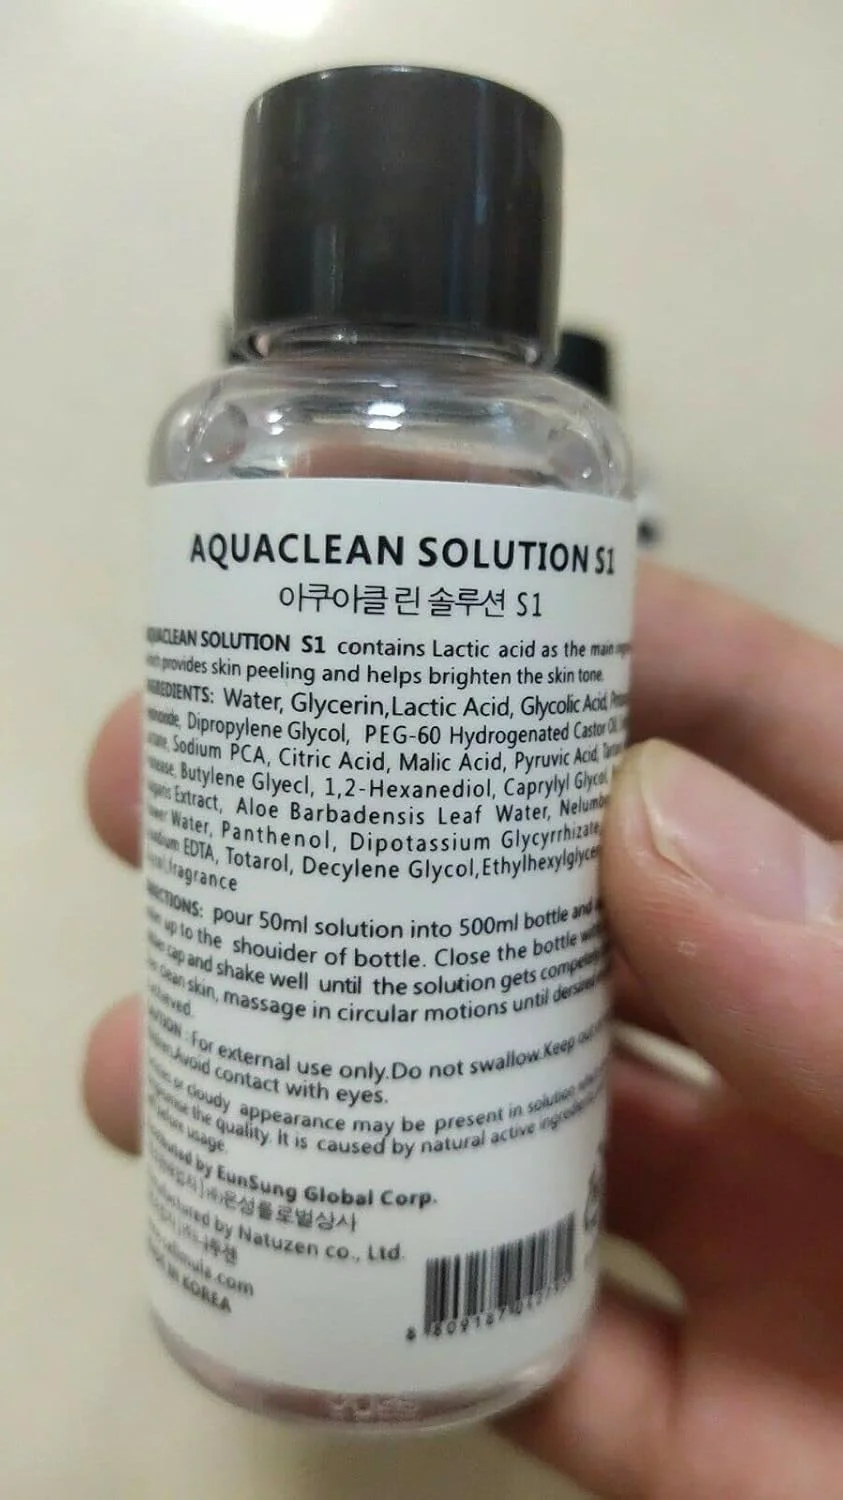 AQUACLEAN SOLUTION S1
아쿠아클린 솔루션 S1
AQUACLEAN SOLUTION S1 contains Lactic acid as the main
provides skin peeling and helps brighten the skin tone.
INGREDIENTS: Water, Glycerin,Lactic Acid, Glycolic Acid,
Dipropylene Glycol, PEG-60 Hydrogenated Castor Oil,
Sodium PCA, Citric Acid, Malic Acid, Pyruvic Acid,
Butylene Glyecl, 1,2-Hexanediol, Caprylyl Glycol,
Extract, Aloe Barbadensis Leaf Water,
Water, Panthenol, Dipotassium Glycyrrhizate,
EDTA, Totarol, Decylene Glycol,
fragrance
DIRECTIONS: pour 50ml solution into 500ml bottle and
up to the shouider of bottle. Close the bottle
cap and shake well until the solution gets
clean skin, massage in circular motions until
CAUTION : For external use only.Do not swallow.Keep out
Avoid contact with eyes.
or cloudy appearance may be present in solution
the quality. It is caused by natural active
before usage.
by EunSung Global Corp.
은성글로벌상사
by Natuzen co., Ltd.
MADE IN KOREA